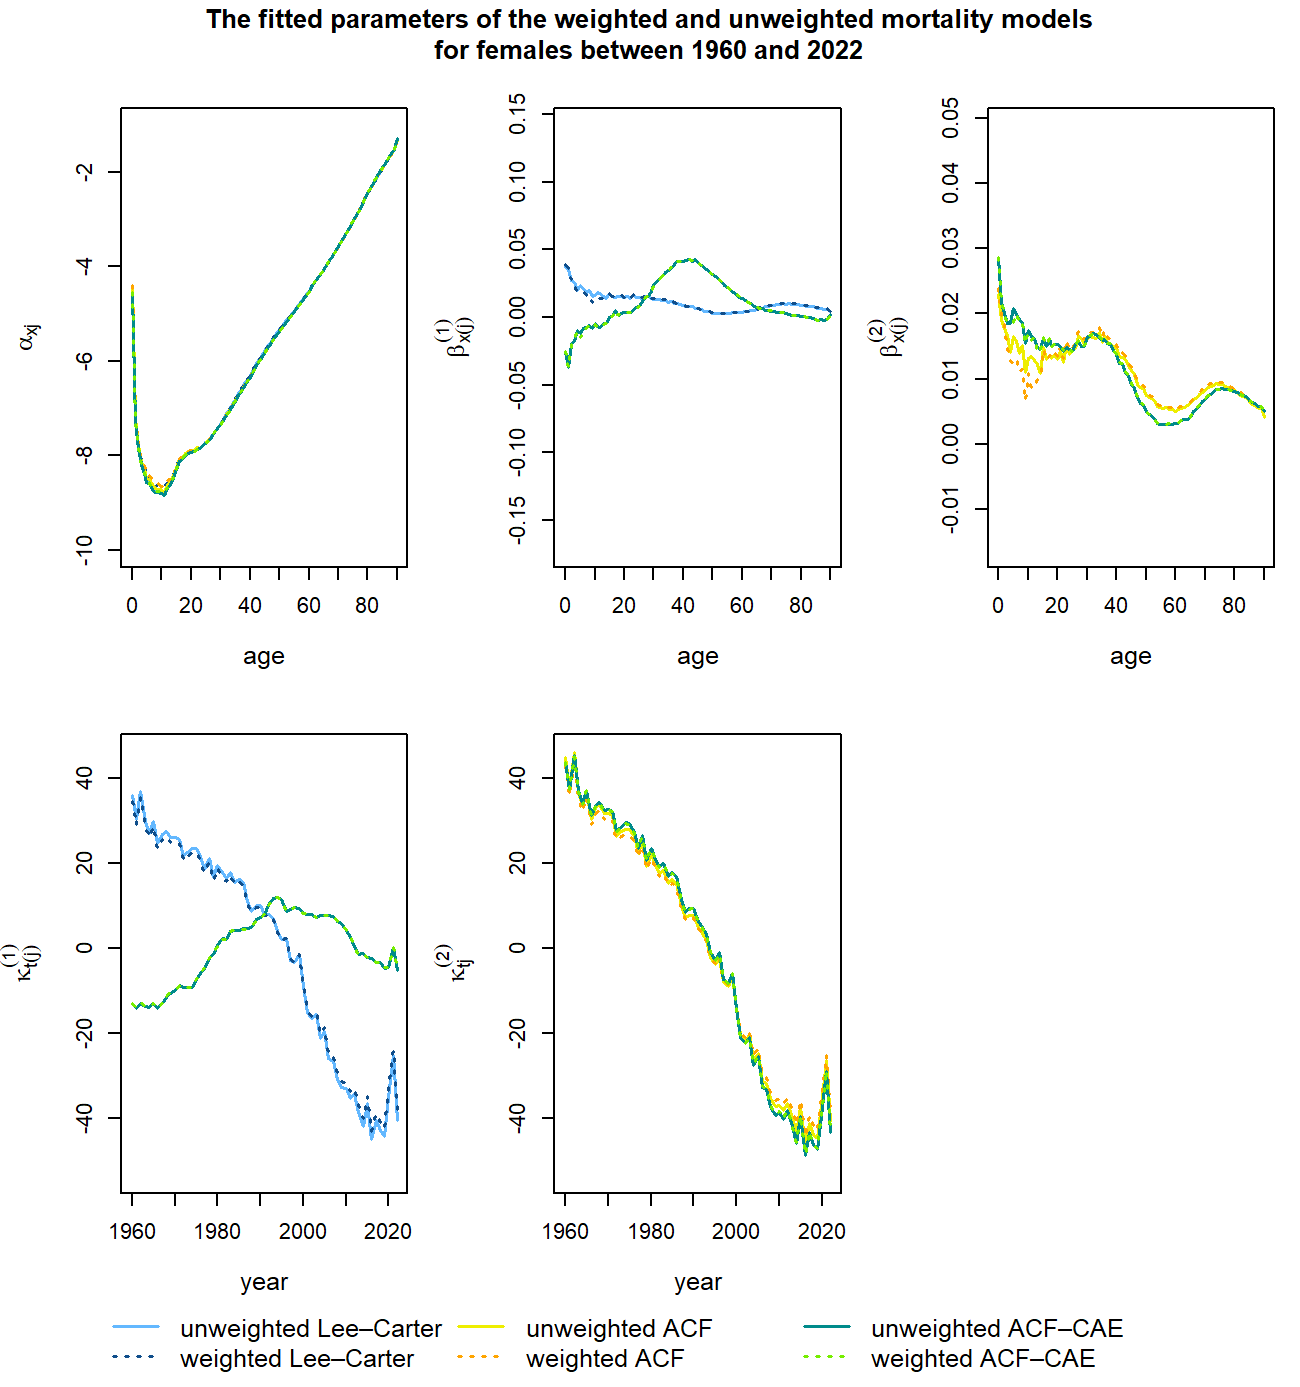 The fitted parameters of the weighted and unweighted mortality models
for females between 1960 and 2022
αxj
-2
-4
-6
-8
-10
0 20 40 60 80
age
β(1)x(j)
0.15
0.10
0.05
0.00
-0.05
-0.10
-0.15
0 20 40 60 80
age
β(2)x(j)
0.05
0.04
0.03
0.02
0.01
0.00
-0.01
0 20 40 60 80
age
κ(1)t(j)
40
20
0
-20
-40
1960 1980 2000 2020
year
κ(2)tj
40
20
0
-20
-40
1960 1980 2000 2020
year
unweighted Lee–Carter unweighted ACF unweighted ACF–CAE
weighted Lee–Carter weighted ACF weighted ACF–CAE